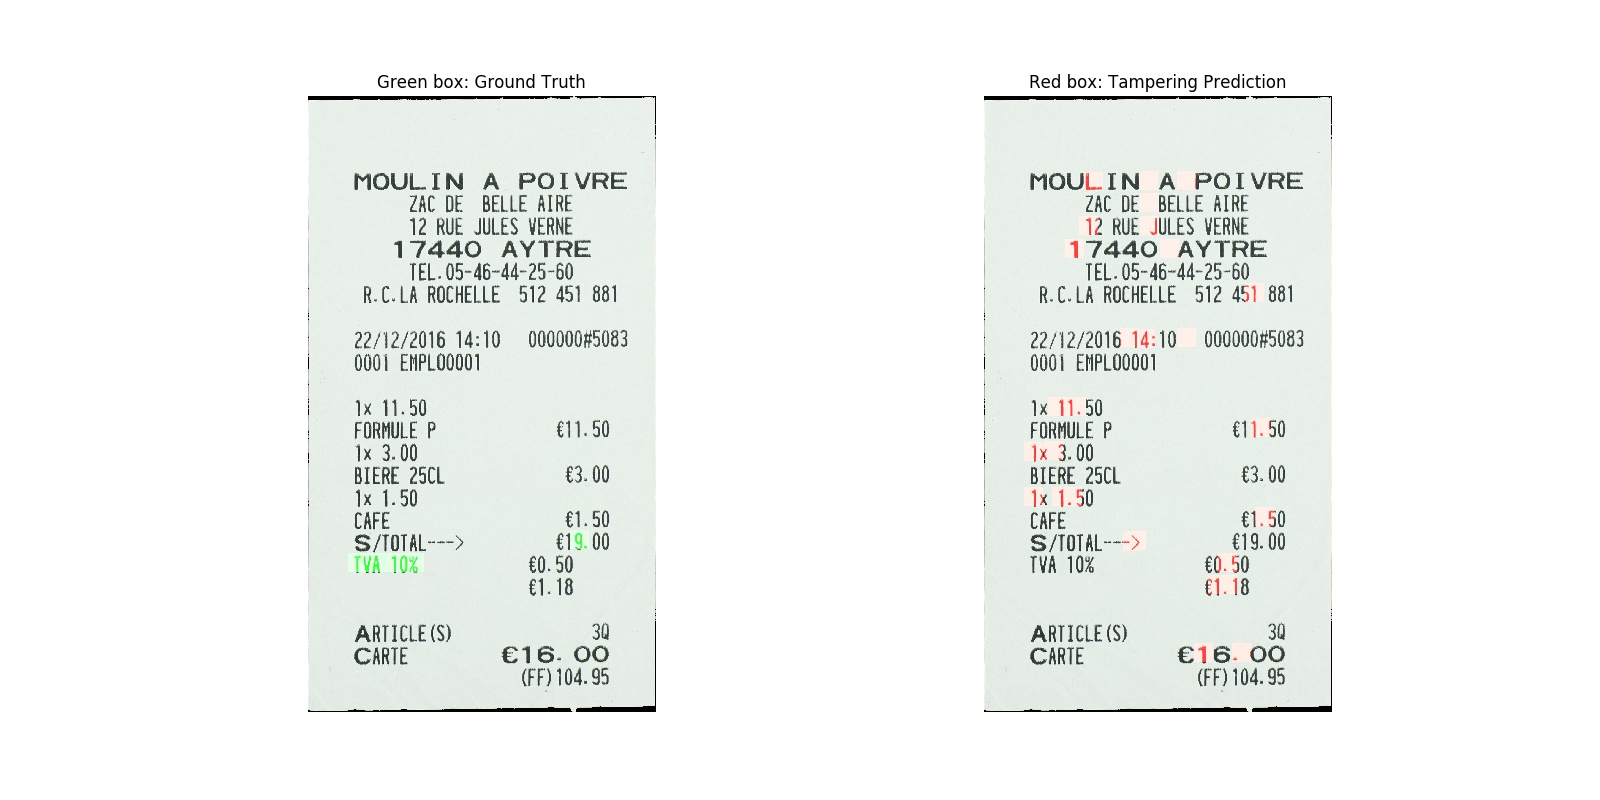 Green box: Ground Truth
MOULIN A POIVRE
ZAC DE BELLE AIRE
12 RUE JULES VERNE
17440 AYTRE
TEL.05-46-44-25-60
R.C.LA ROCHELLE 512 451 881
22/12/2016 14:10 000000#5083
0001 EMPLO0001
1x 11.50
FORMULE P €11.50
1x 3.00
BIERE 25CL €3.00
1x 1.50
CAFE €1.50
S/TOTAL---> €19.00
TVA 10% €0.50
€1.18
ARTICLE(S) 3Q
CARTE €16.00
(FF)104.95
Red box: Tampering Prediction
MOULIN A POIVRE
ZAC DE BELLE AIRE
12 RUE JULES VERNE
17440 AYTRE
TEL.05-46-44-25-60
R.C.LA ROCHELLE 512 451 881
22/12/2016 14:10 000000#5083
0001 EMPLO0001
1x 11.50
FORMULE P €11.50
1x 3.00
BIERE 25CL €3.00
1x 1.50
CAFE €1.50
S/TOTAL---> €19.00
TVA 10% €0.50
€1.18
ARTICLE(S) 3Q
CARTE €16.00
(FF)104.95